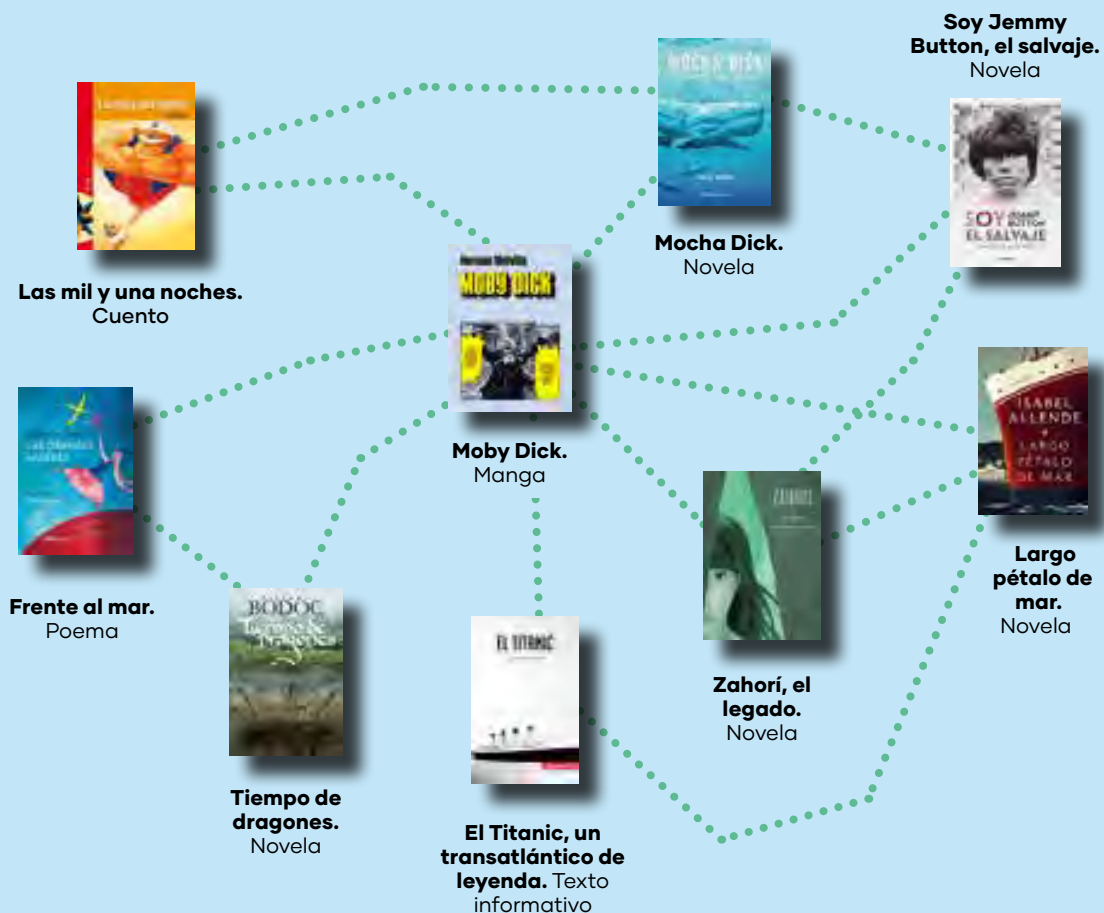 Soy Jemmy
Button, el salvaje.
Novela
MOCHA DICK
SOY JEMMY
BUTTON
EL SALVAJE
Mocha Dick.
Novela
Las mil y una noches.
Cuento
MOBY DICK
Moby Dick.
Manga
ISABEL
ALLENDE
LARGO
PÉTALO
DE MAR
Largo
pétalo de
mar.
Novela
Frente al mar.
Poema
BODOC
EL TITANIC
ZAHORÍ
Zahorí, el
legado.
Novela
Tiempo de
dragones.
Novela
El Titanic, un
transatlántico de
leyenda. Texto
informativo